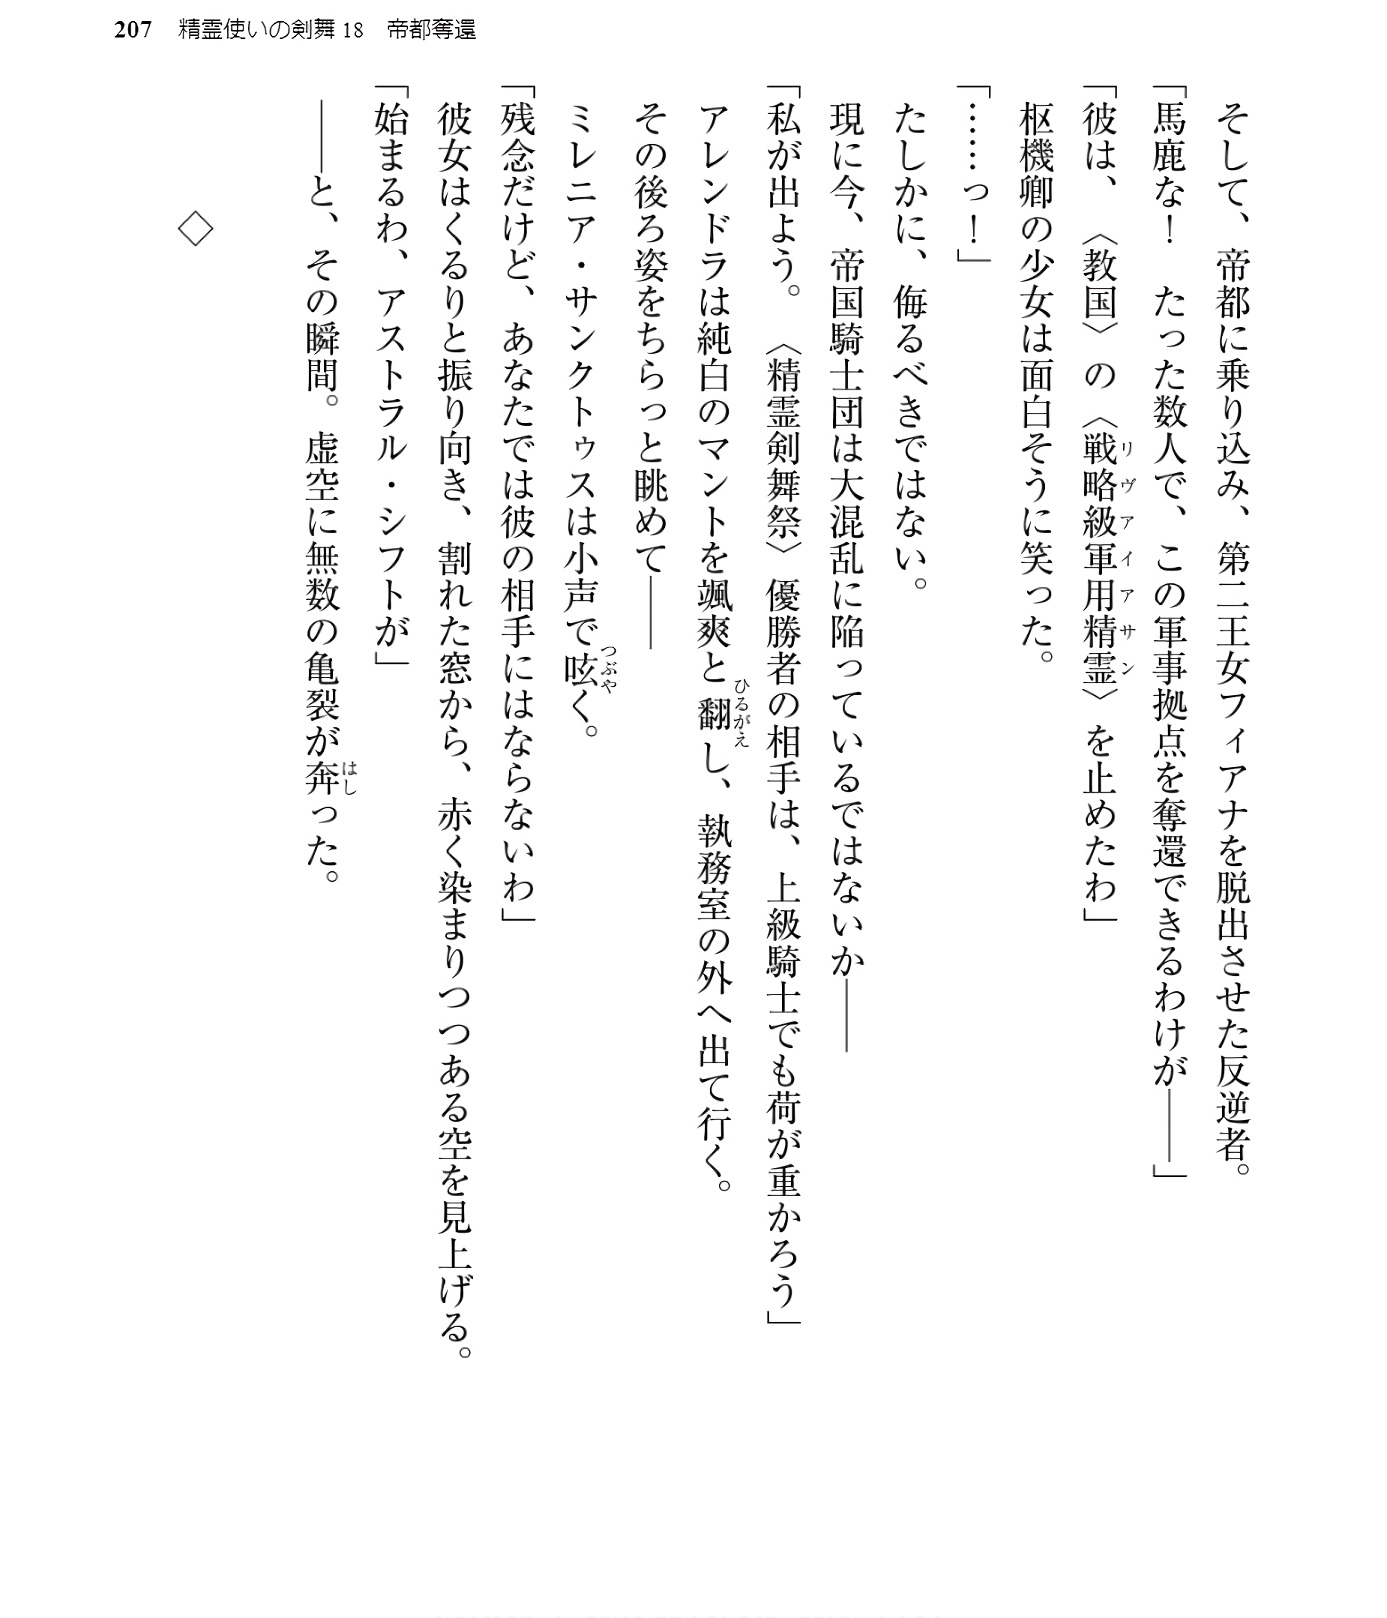 207 精霊使いの剣舞18 帝都奪還
　そして、帝都に乗り込み、第二王女フィアナを脱出させた反逆者。
「馬鹿な！　たった数人で、この軍事拠点を奪還できるわけが――」
「彼は、〈教国〉の〈戦略級軍用精霊〉を止めたわ」
リヴァイアサン
　枢機卿の少女は面白そうに笑った。
「……っ！」
　たしかに、侮るべきではない。
　現に今、帝国騎士団は大混乱に陥っているではないか――
「私が出よう。〈精霊剣舞祭〉優勝者の相手は、上級騎士でも荷が重かろう」
　アレンドラは純白のマントを颯爽と翻し、執務室の外へ出て行く。
ひるがえ
　その後ろ姿をちらっと眺めて――
　ミレニア・サンクトゥスは小声で呟く。
つぶや
「残念だけど、あなたでは彼の相手にはならないわ」
　彼女はくるりと振り向き、割れた窓から、赤く染まりつつある空を見上げる。
「始まるわ、アストラル・シフトが」
　――と、その瞬間。虚空に無数の亀裂が奔った。
はし
◇